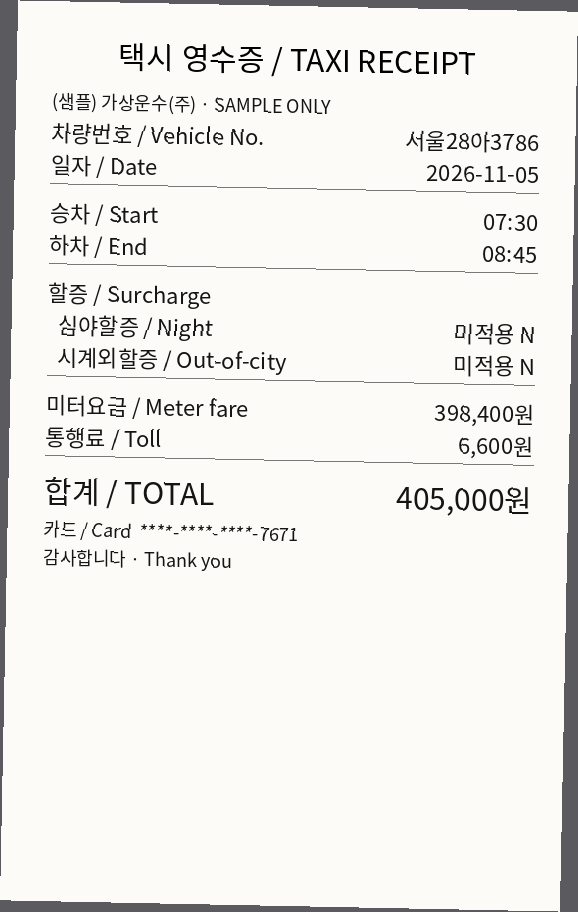 택시 영수증 / TAXI RECEIPT
(샘플) 가상운수(주) · SAMPLE ONLY
차량번호 / Vehicle No. 서울28아3786
일자 / Date 2026-11-05
승차 / Start 07:30
하차 / End 08:45
할증 / Surcharge
심야할증 / Night 미적용 N
시계외할증 / Out-of-city 미적용 N
미터요금 / Meter fare 398,400원
통행료 / Toll 6,600원
합계 / TOTAL 405,000원
카드 / Card ****-****-****-7671
감사합니다 · Thank you